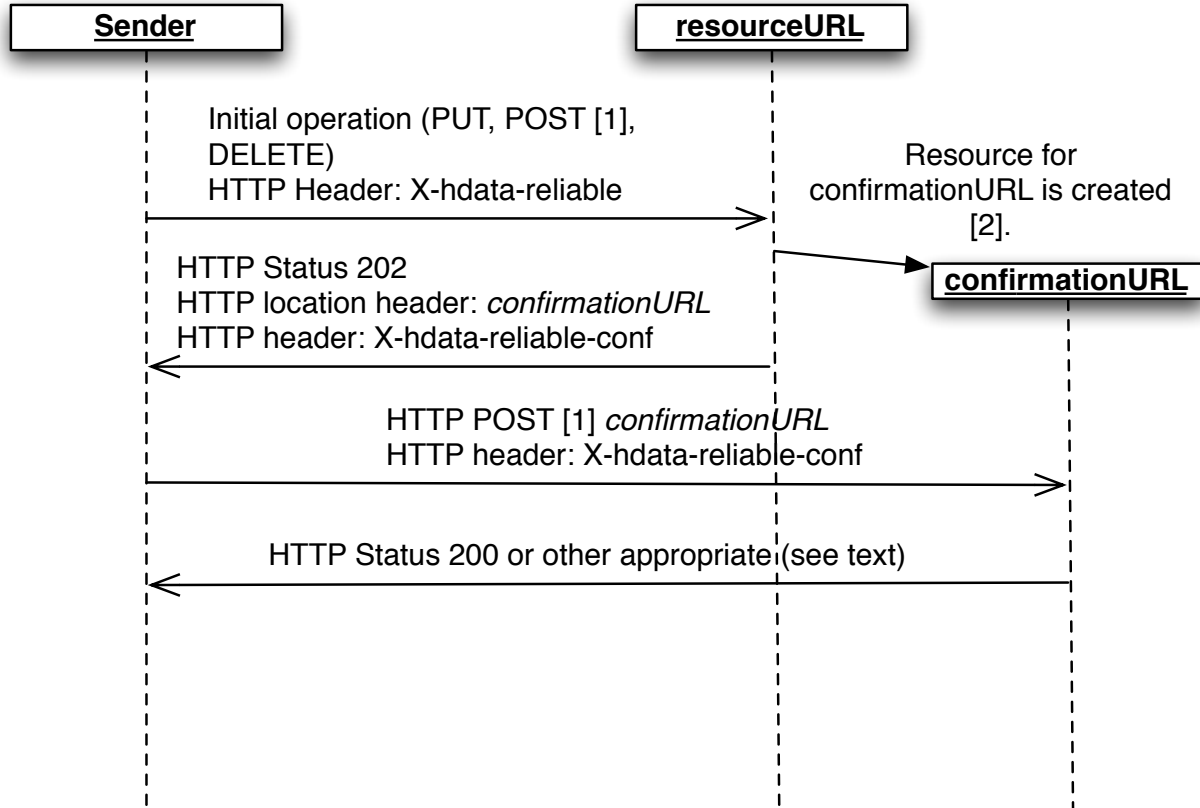 Sender
resourceURL
Initial operation (PUT, POST [1],
DELETE)
HTTP Header: X-hdata-reliable
Resource for
confirmationURL is created
[2].
confirmationURL
HTTP Status 202
HTTP location header: confirmationURL
HTTP header: X-hdata-reliable-conf
HTTP POST [1] confirmationURL
HTTP header: X-hdata-reliable-conf
HTTP Status 200 or other appropriate (see text)